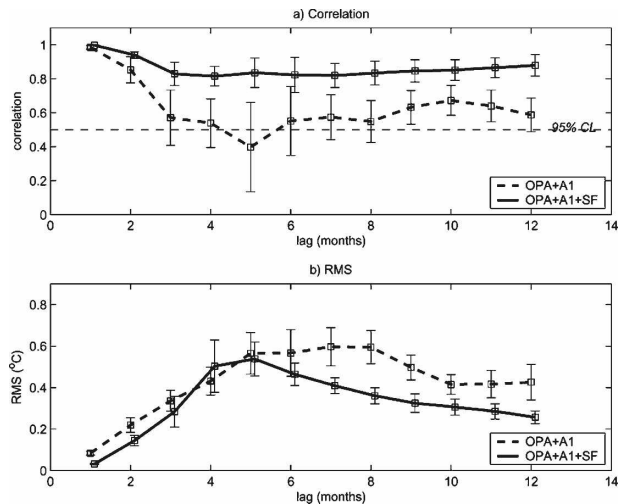 a) Correlation
1
0.8
0.6
0.4
0.2
0
correlation
95% CL
OPA+A1
OPA+A1+SF
0 2 4 6 8 10 12 14
lag (months)
b) RMS
0.8
0.6
0.4
0.2
0
RMS (°C)
OPA+A1
OPA+A1+SF
0 2 4 6 8 10 12 14
lag (months)